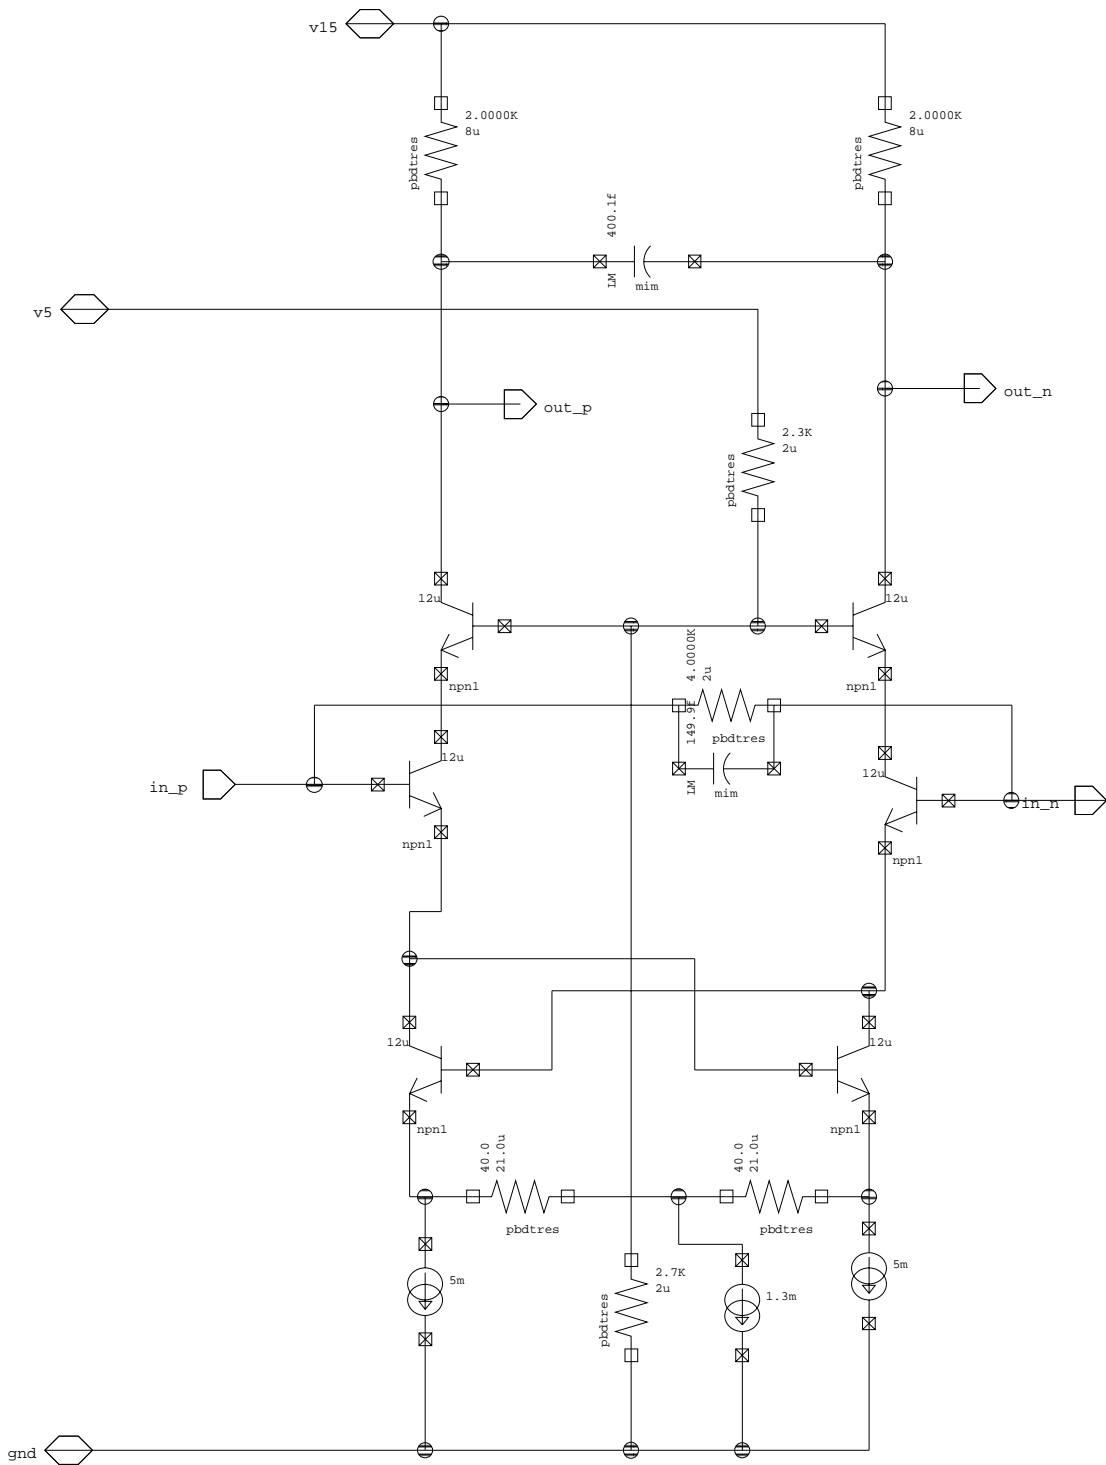 v15
2.0000K
8u
pbdtres
2.0000K
8u
pbdtres
400.1f
LM
mim
v5
out_p
out_n
2.3K
2u
pbdtres
12u
npn1
12u
npn1
4.0000K
2u
pbdtres
149.9f
LM
mim
in_p
12u
npn1
12u
npn1
in_n
12u
npn1
12u
npn1
40.0
21.0u
pbdtres
40.0
21.0u
pbdtres
5m
2.7K
2u
pbdtres
1.3m
5m
gnd